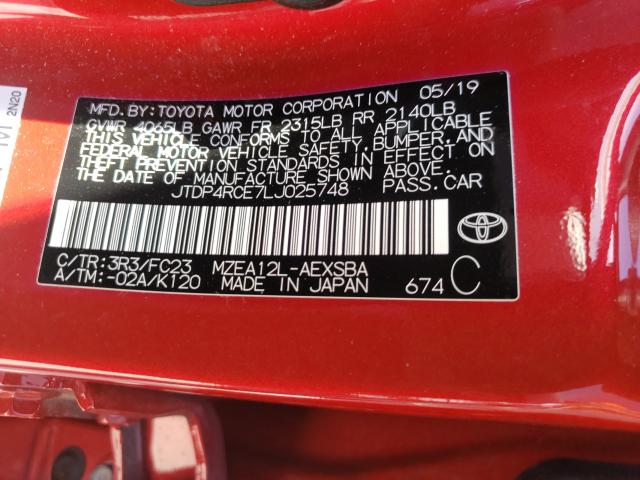 MFD.BY:TOYOTA MOTOR CORPORATION 05/19
GVWR 4065LB GAWR FR 2315LB RR 2140LB
THIS VEHICLE CONFORMS TO ALL APPLICABLE
FEDERAL MOTOR VEHICLE SAFETY, BUMPER, AND
THEFT PREVENTION STANDARDS IN EFFECT ON
THE DATE OF MANUFACTURE SHOWN ABOVE.
JTDP4RCE7LJ025748 PASS.CAR
C/TR:3R3/FC23 MZEA12L-AEXSBA
A/TM:-02A/K120 MADE IN JAPAN 674 C
2N20